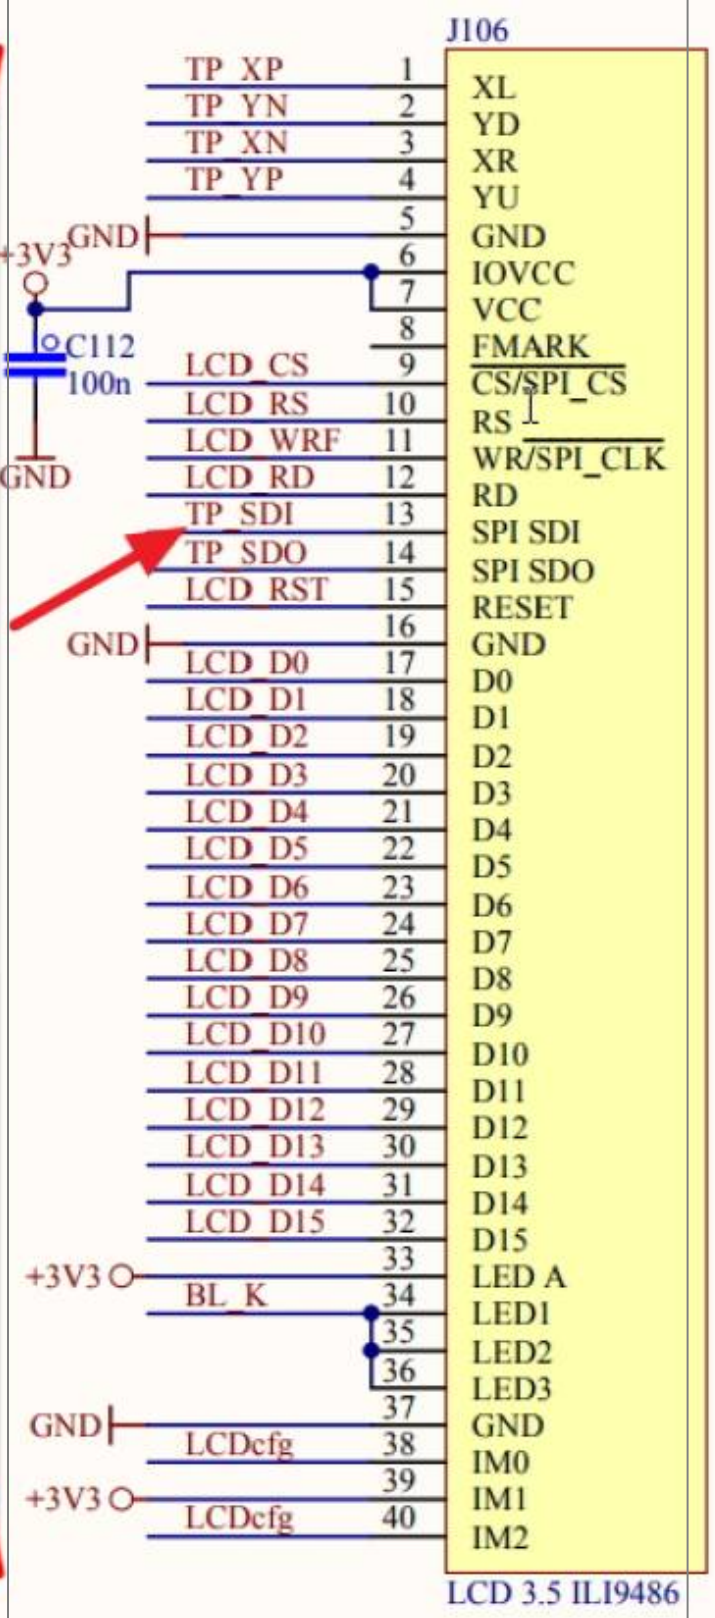 J106
TP_XP 1 XL
TP_YN 2 YD
TP_XN 3 XR
TP_YP 4 YU
GND 5 GND
+3V3 6 IOVCC
7 VCC
8 FMARK
C112
100n
GND
LCD_CS 9 CS/SPI_CS
LCD_RS 10 RS
LCD_WRF 11 WR/SPI_CLK
LCD_RD 12 RD
TP_SDI 13 SPI SDI
TP_SDO 14 SPI SDO
LCD_RST 15 RESET
GND 16 GND
LCD_D0 17 D0
LCD_D1 18 D1
LCD_D2 19 D2
LCD_D3 20 D3
LCD_D4 21 D4
LCD_D5 22 D5
LCD_D6 23 D6
LCD_D7 24 D7
LCD_D8 25 D8
LCD_D9 26 D9
LCD_D10 27 D10
LCD_D11 28 D11
LCD_D12 29 D12
LCD_D13 30 D13
LCD_D14 31 D14
LCD_D15 32 D15
+3V3 33 LED A
BL_K 34 LED1
35 LED2
36 LED3
GND 37 GND
LCDcfg 38 IM0
+3V3 39 IM1
LCDcfg 40 IM2
LCD 3.5 ILI9486